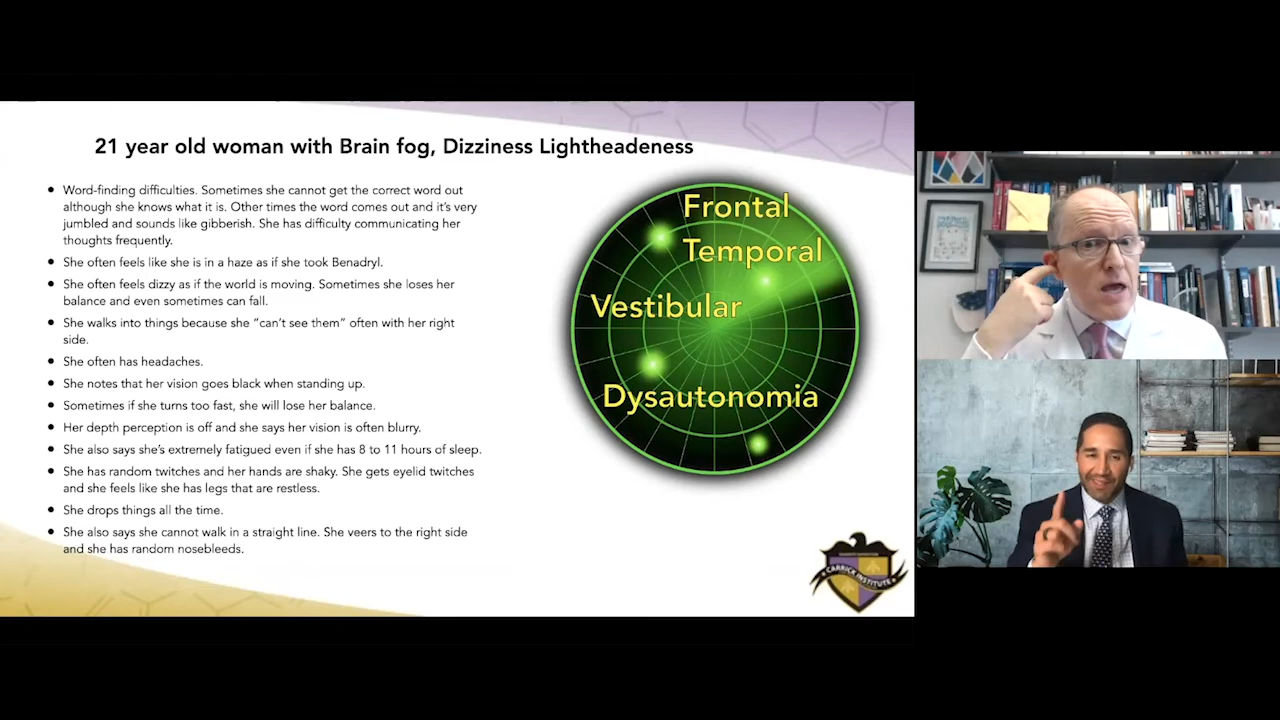 21 year old woman with Brain fog, Dizziness Lightheadeness
• Word-finding difficulties. Sometimes she cannot get the correct word out
although she knows what it is. Other times the word comes out and it's very
jumbled and sounds like gibberish. She has difficulty communicating her
thoughts frequently.
• She often feels like she is in a haze as if she took Benadryl.
• She often feels dizzy as if the world is moving. Sometimes she loses her
balance and even sometimes can fall.
• She walks into things because she “can't see them” often with her right
side.
• She often has headaches.
• She notes that her vision goes black when standing up.
• Sometimes if she turns too fast, she will lose her balance.
• Her depth perception is off and she says her vision is often blurry.
• She also says she's extremely fatigued even if she has 8 to 11 hours of sleep.
• She has random twitches and her hands are shaky. She gets eyelid twitches
and she feels like she has legs that are restless.
• She drops things all the time.
• She also says she cannot walk in a straight line. She veers to the right side
and she has random nosebleeds.
Frontal
Temporal
Vestibular
Dysautonomia
CARRICK INSTITUTE